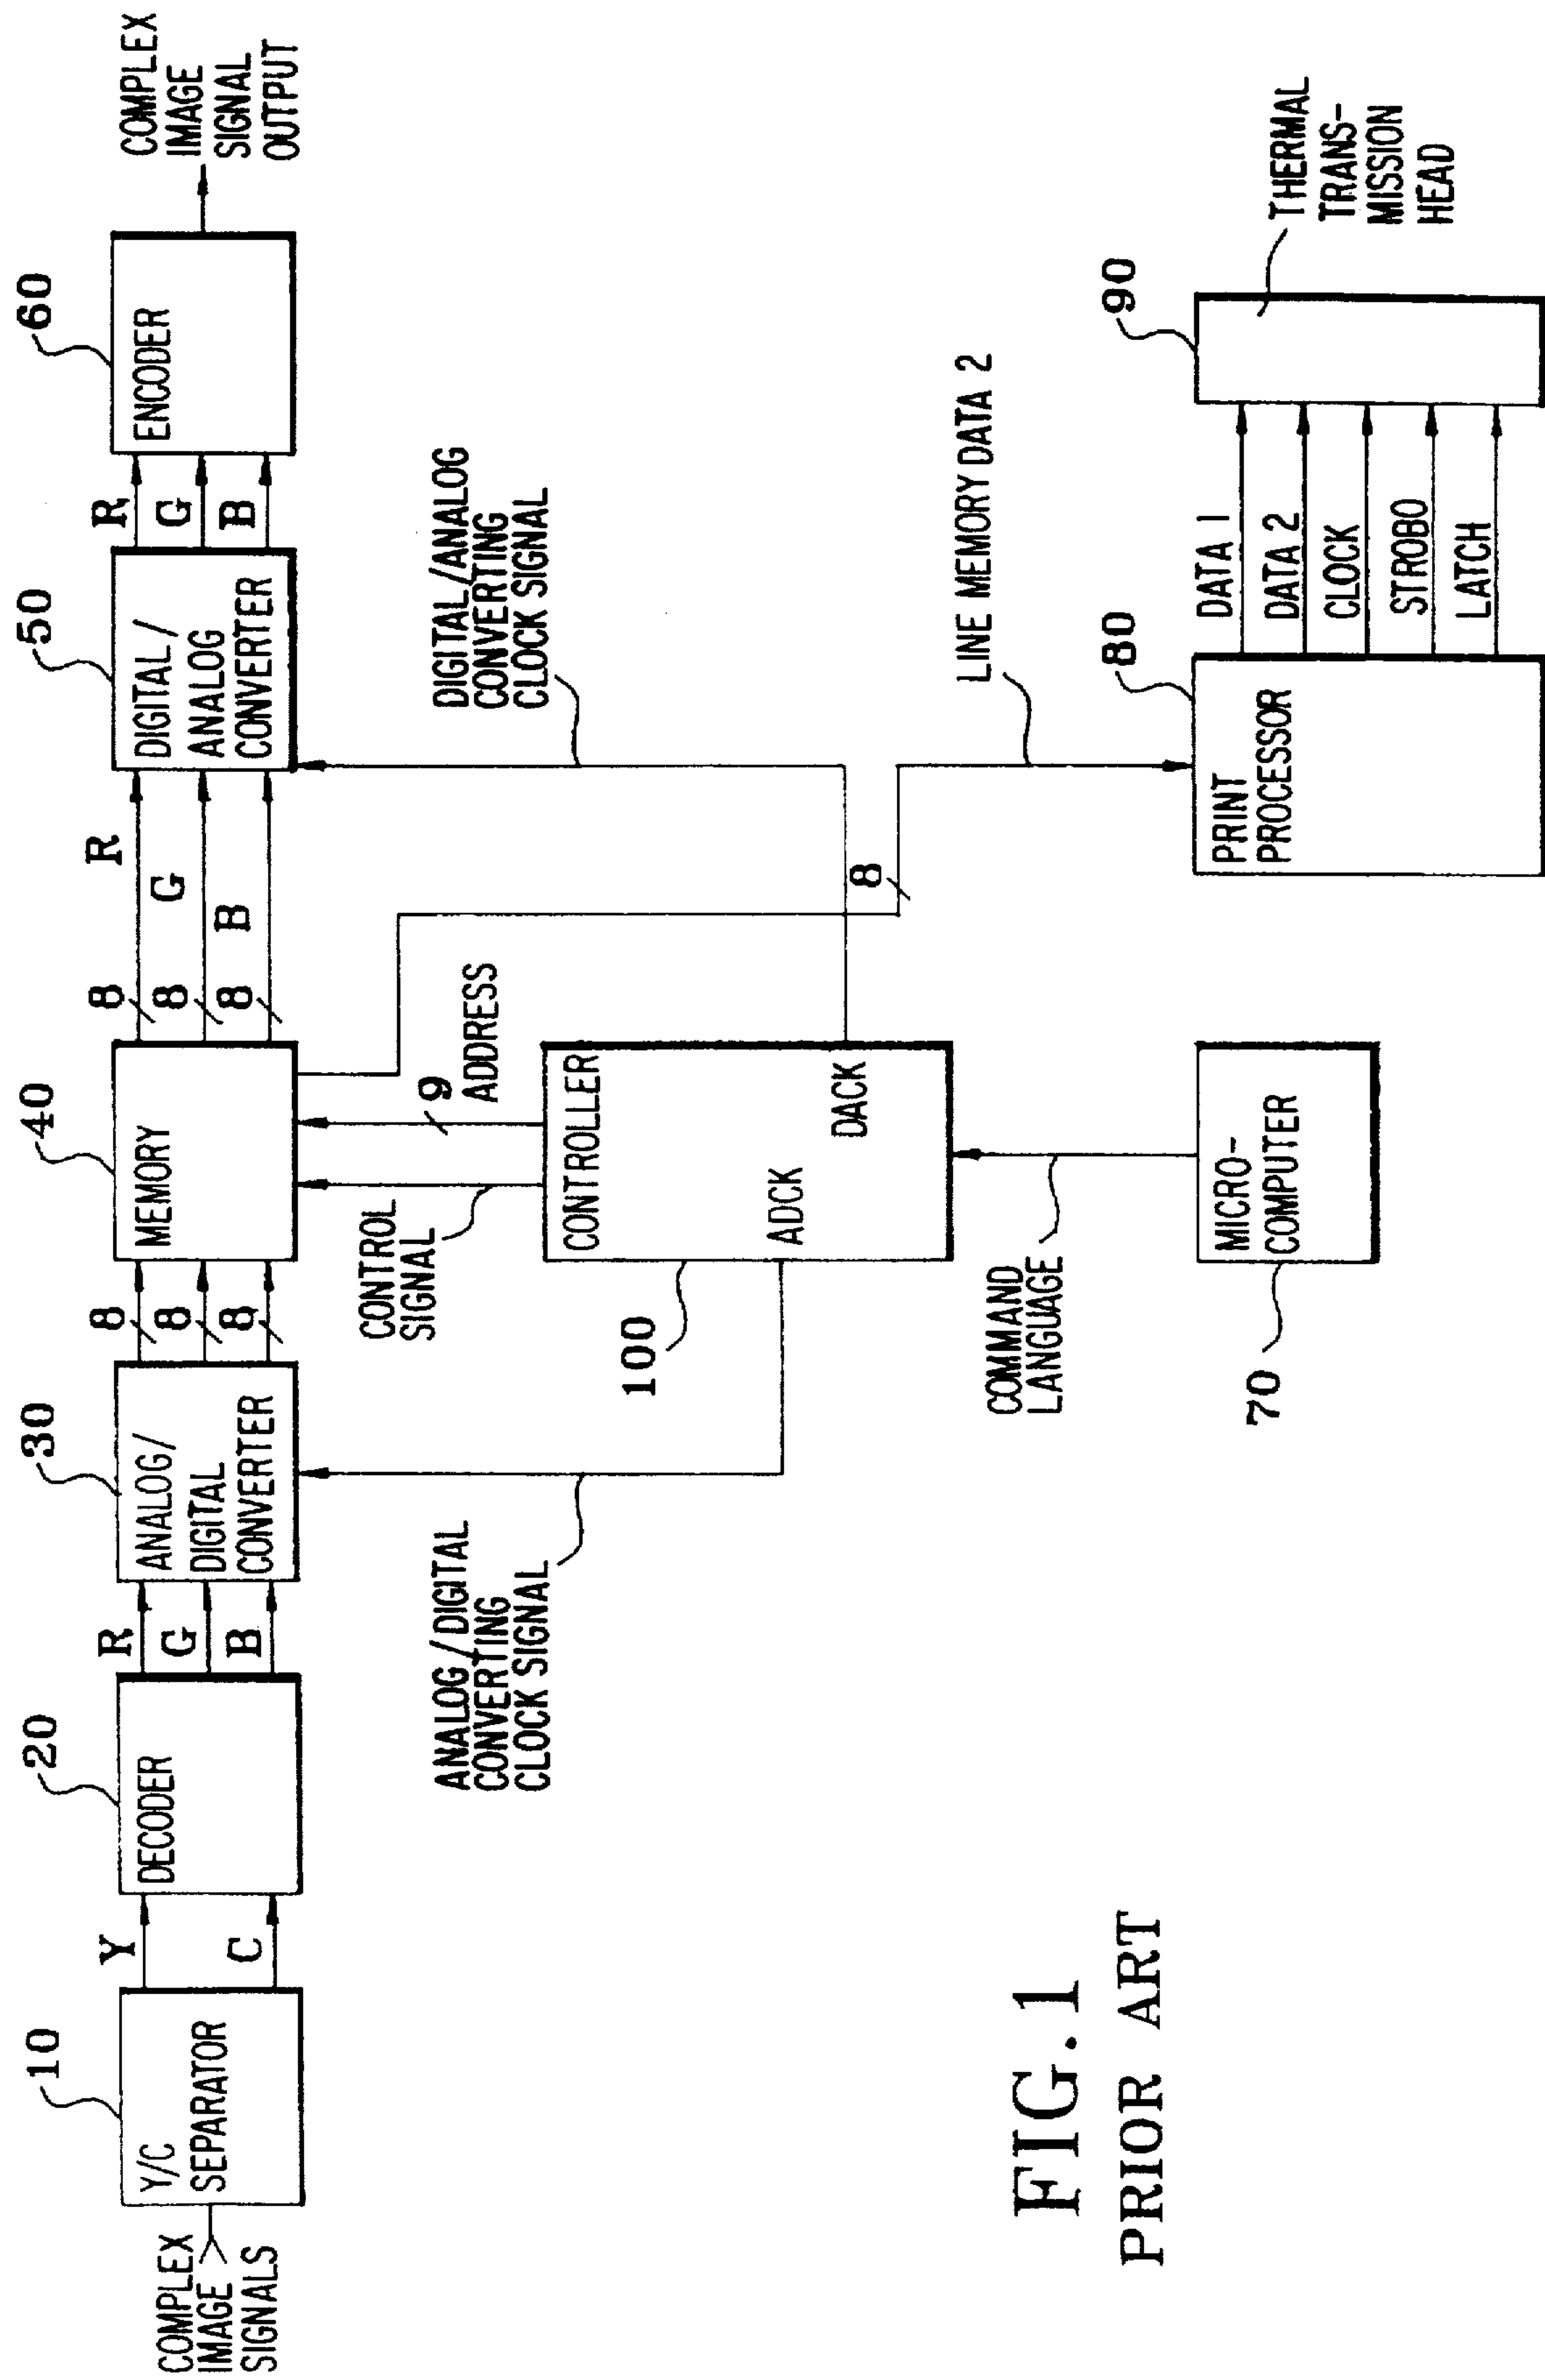 COMPLEX
IMAGE
SIGNALS
10
Y/C
SEPARATOR
Y
C
20
DECODER
R
G
B
30
ANALOG/
DIGITAL
CONVERTER
8
8
8
40
MEMORY
8
8
8
R
G
B
50
DIGITAL/
ANALOG
CONVERTER
R
G
B
60
ENCODER
COMPLEX
IMAGE
SIGNAL
OUTPUT
ANALOG/DIGITAL
CONVERTING
CLOCK SIGNAL
CONTROL
SIGNAL
9
ADDRESS
DIGITAL/ANALOG
CONVERTING
CLOCK SIGNAL
100
CONTROLLER
ADCK
DACK
8
LINE MEMORY DATA 2
COMMAND
LANGUAGE
70
MICRO-
COMPUTER
80
PRINT
PROCESSOR
DATA 1
DATA 2
CLOCK
STROBO
LATCH
90
THERMAL
TRANS-
MISSION
HEAD
FIG.1
PRIOR ART